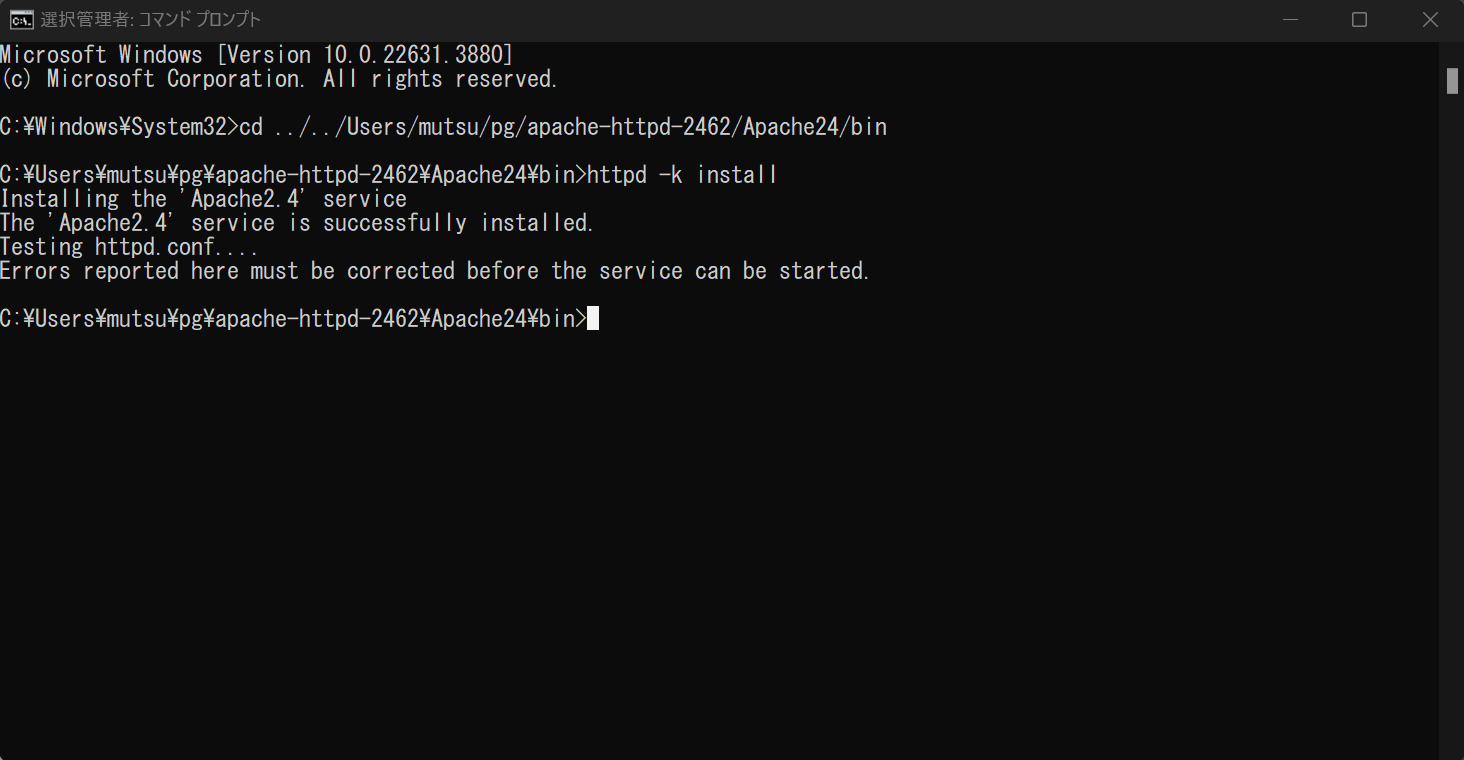 選択管理者: コマンド プロンプト
Microsoft Windows [Version 10.0.22631.3880]
(c) Microsoft Corporation. All rights reserved.
C:¥Windows¥System32>cd ../../Users/mutsu/pg/apache-httpd-2462/Apache24/bin
C:¥Users¥mutsu¥pg¥apache-httpd-2462¥Apache24¥bin>httpd -k install
Installing the 'Apache2.4' service
The 'Apache2.4' service is successfully installed.
Testing httpd.conf....
Errors reported here must be corrected before the service can be started.
C:¥Users¥mutsu¥pg¥apache-httpd-2462¥Apache24¥bin>